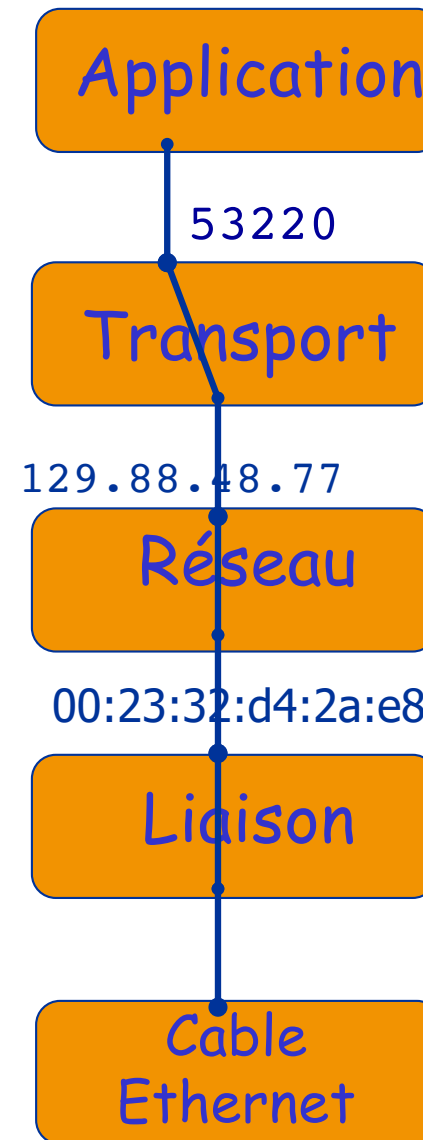 Application
53220
Transport
129.88.48.77
Réseau
00:23:32:d4:2a:e8
Liaison
Cable
Ethernet